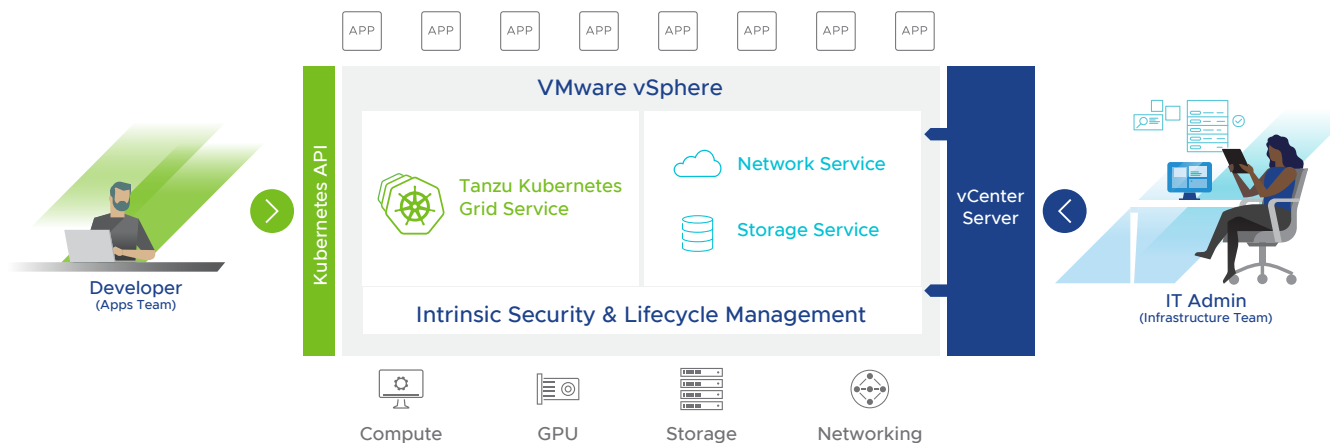 APP APP APP APP APP APP APP APP
VMware vSphere
Kubernetes API
Tanzu Kubernetes
Grid Service
Network Service
Storage Service
Intrinsic Security & Lifecycle Management
vCenter
Server
Developer
(Apps Team)
IT Admin
(Infrastructure Team)
Compute GPU Storage Networking